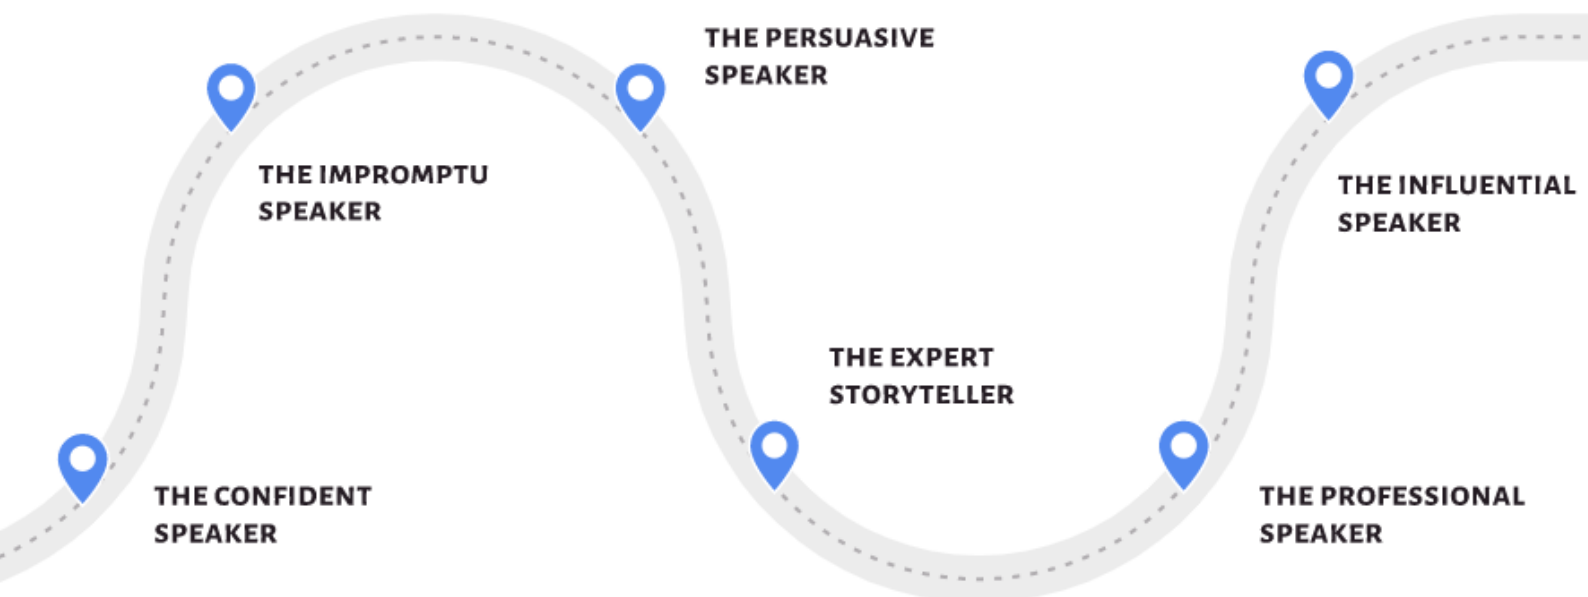 THE PERSUASIVE
SPEAKER
THE IMPROMPTU
SPEAKER
THE INFLUENTIAL
SPEAKER
THE EXPERT
STORYTELLER
THE CONFIDENT
SPEAKER
THE PROFESSIONAL
SPEAKER